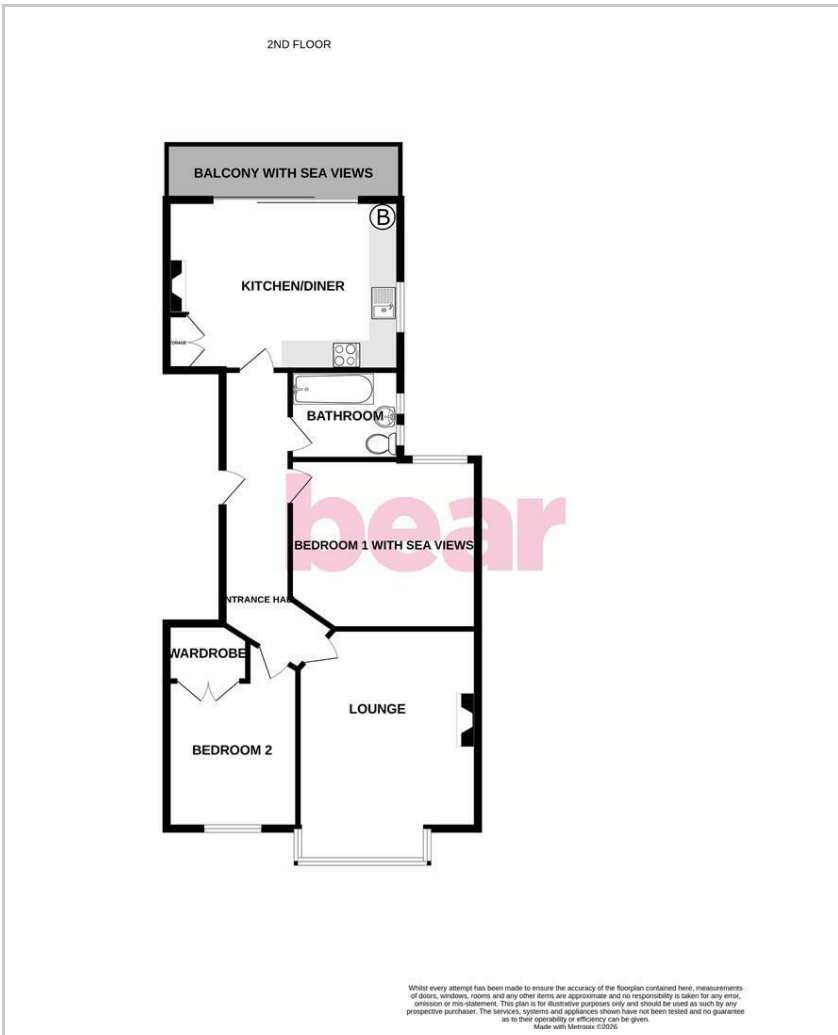 2ND FLOOR
BALCONY WITH SEA VIEWS
B
KITCHEN/DINER
BATHROOM
bear
BEDROOM 1 WITH SEA VIEWS
NTRANCE HAL
WARDROBE
LOUNGE
BEDROOM 2
Whilst every attempt has been made to ensure the accuracy of the floorplan contained here, measurements
of doors, windows, rooms and any other items are approximate and no responsibility is taken for any error,
omission or mis-statement. This plan is for illustrative purposes only and should be used as such by any
prospective purchaser. The services, systems and appliances shown have not been tested and no guarantee
as to their operability or efficiency can be given.
Made with Metropix ©2026